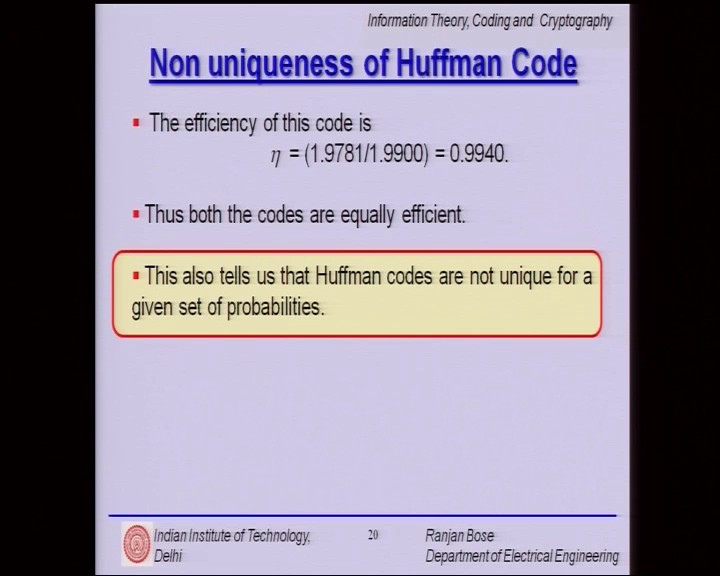 Information Theory, Coding and Cryptography
Non uniqueness of Huffman Code
▪ The efficiency of this code is
η = (1.9781/1.9900) = 0.9940.
▪ Thus both the codes are equally efficient.
▪ This also tells us that Huffman codes are not unique for a
given set of probabilities.
Indian Institute of Technology,
Delhi
20
Ranjan Bose
Department of Electrical Engineering